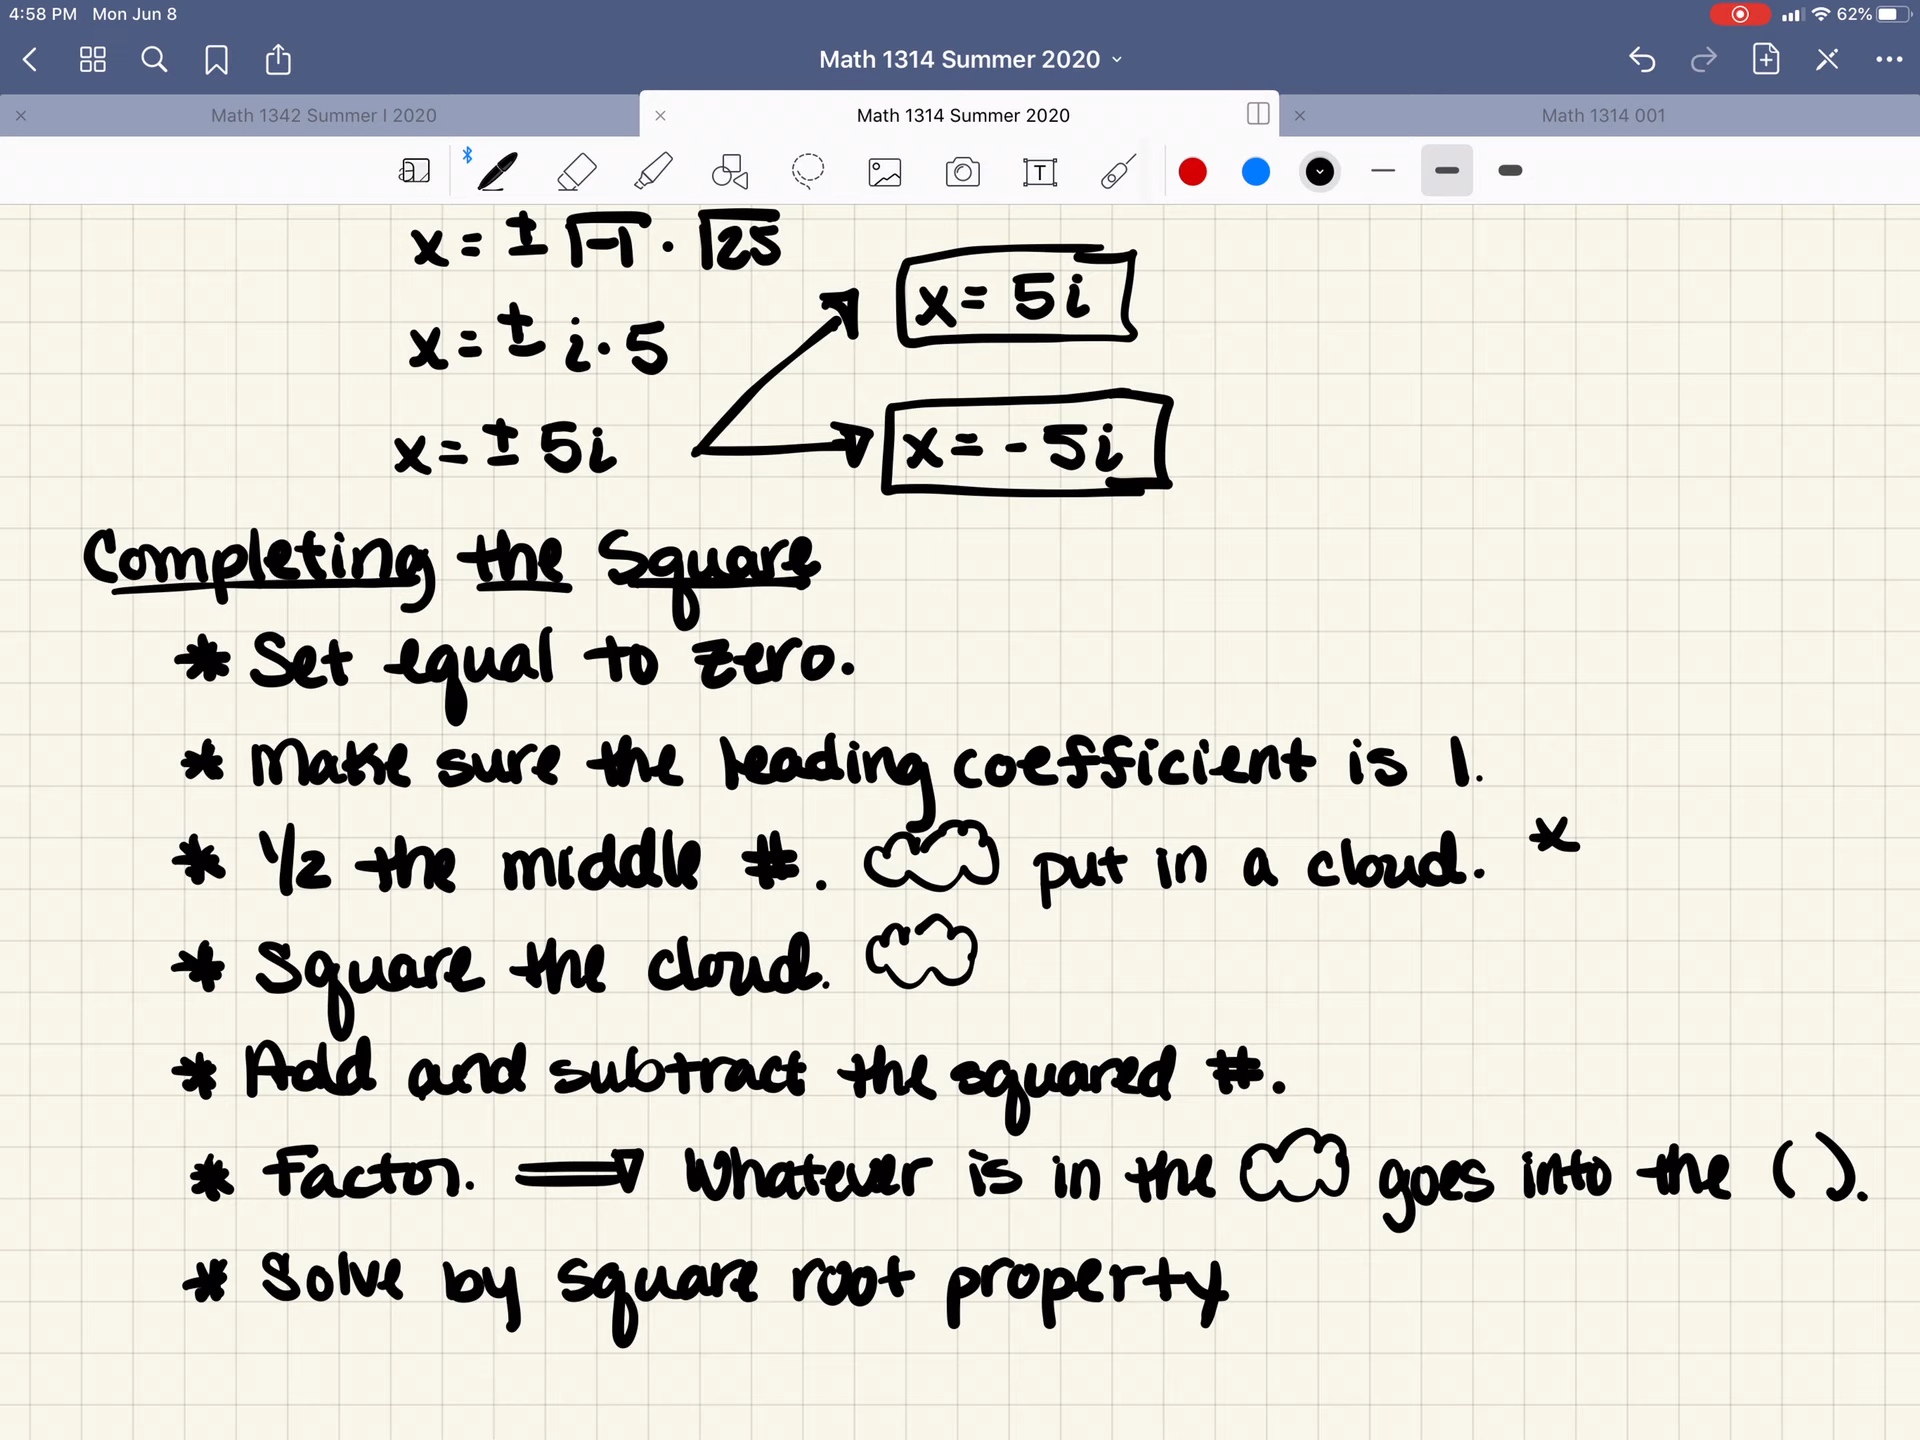 4:58 PM Mon Jun 8
62%
Math 1314 Summer 2020
Math 1342 Summer I 2020
Math 1314 Summer 2020
Math 1314 001
x = ± √-1 · √25
x = 5i
x = ± i · 5
x = ± 5i
x = - 5i
Completing the Square
* Set equal to zero.
* Make sure the leading coefficient is 1.
* 1/2 the middle #. put in a cloud. *
* Square the cloud.
* Add and subtract the squared #.
* Factor. ⟹ Whatever is in the goes into the ( ).
* Solve by square root property